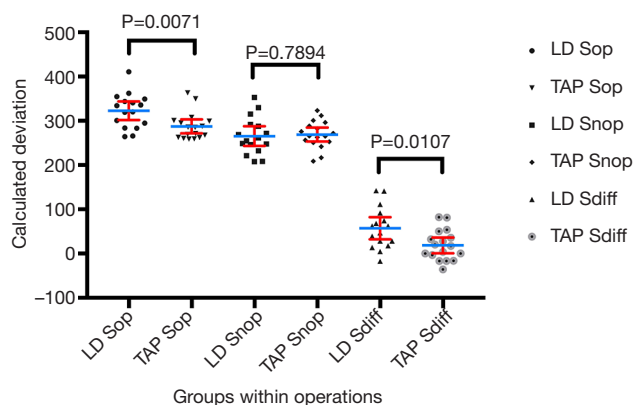 500
400
300
200
100
0
−100
Calculated deviation
P=0.0071
P=0.7894
P=0.0107
LD Sop
TAP Sop
LD Snop
TAP Snop
LD Sdiff
TAP Sdiff
Groups within operations
LD Sop
TAP Sop
LD Snop
TAP Snop
LD Sdiff
TAP Sdiff